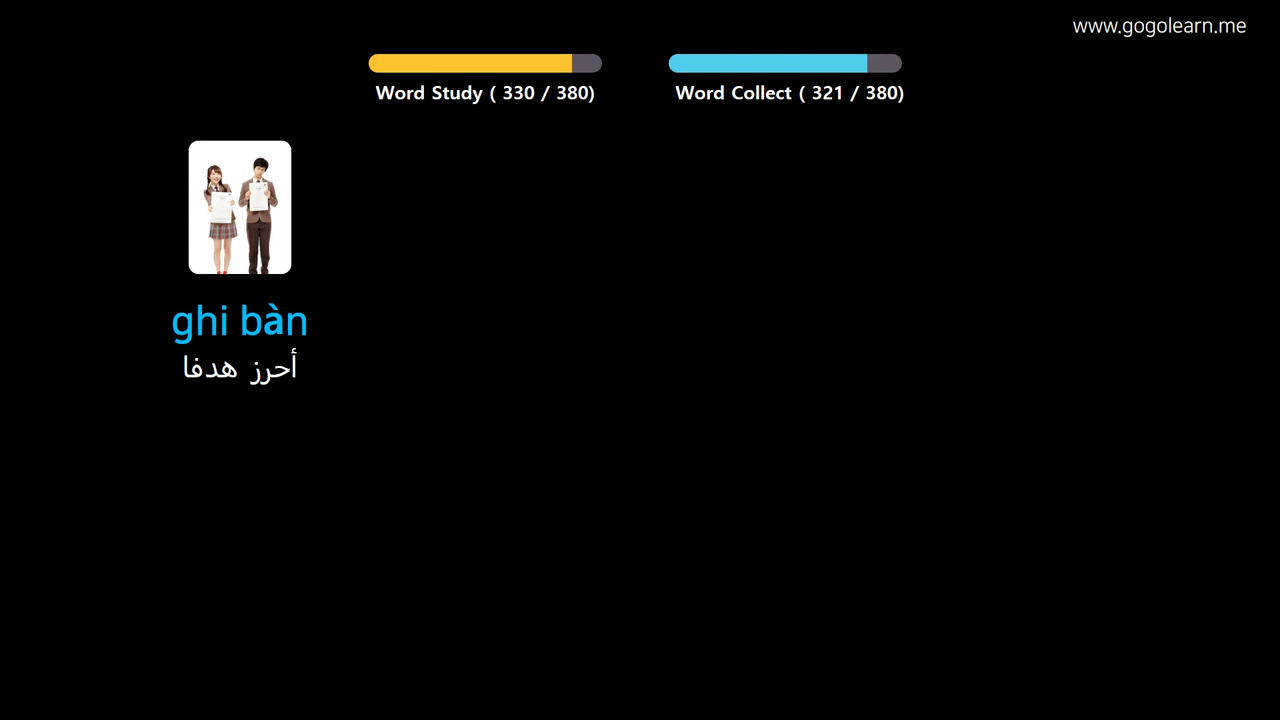 www.gogolearn.me
Word Study ( 330 / 380)
Word Collect ( 321 / 380)
ghi bàn
أحرز هدفا